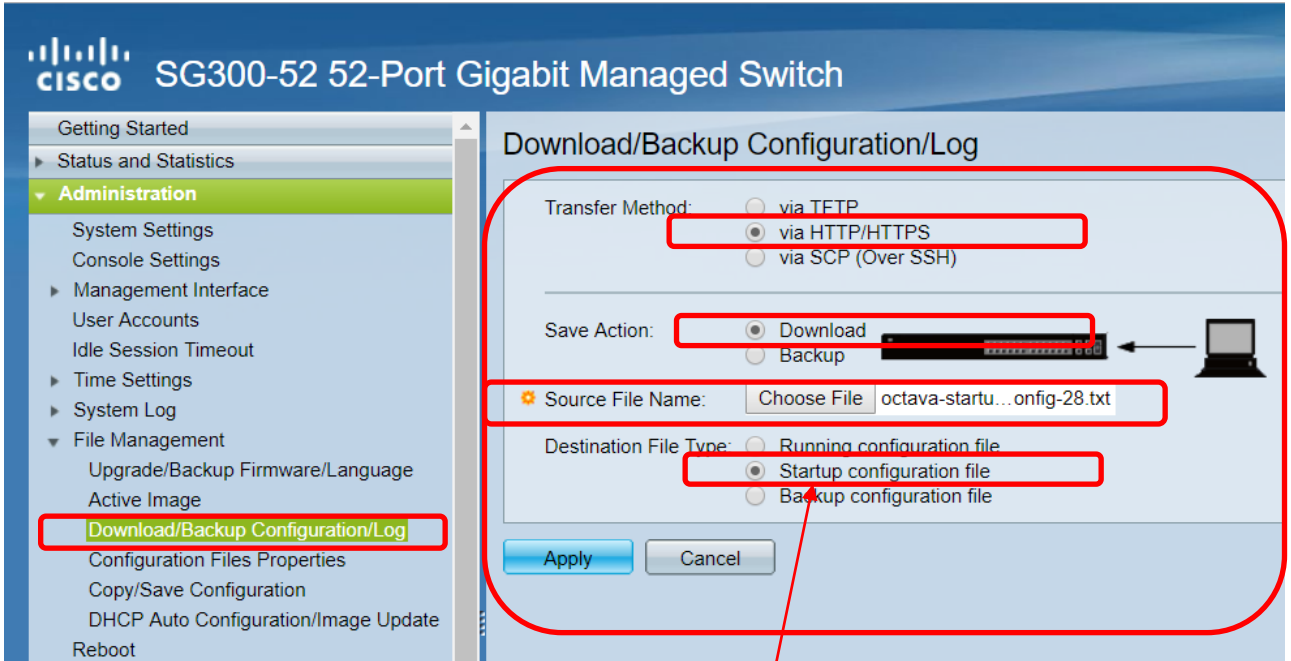 CISCO SG300-52 52-Port Gigabit Managed Switch
Getting Started
Status and Statistics
Administration
System Settings
Console Settings
Management Interface
User Accounts
Idle Session Timeout
Time Settings
System Log
File Management
Upgrade/Backup Firmware/Language
Active Image
Download/Backup Configuration/Log
Configuration Files Properties
Copy/Save Configuration
DHCP Auto Configuration/Image Update
Reboot
Download/Backup Configuration/Log
Transfer Method: via TFTP
via HTTP/HTTPS
via SCP (Over SSH)
Save Action: Download
Backup
Source File Name: Choose File octava-startu…onfig-28.txt
Destination File Type: Running configuration file
Startup configuration file
Backup configuration file
Apply Cancel